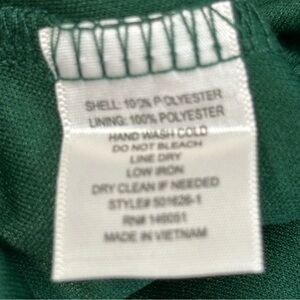 SHELL: 100% POLYESTER
LINING: 100% POLYESTER
HAND WASH COLD
DO NOT BLEACH
LINE DRY
LOW IRON
DRY CLEAN IF NEEDED
STYLE# 501626-1
RN# 146051
MADE IN VIETNAM